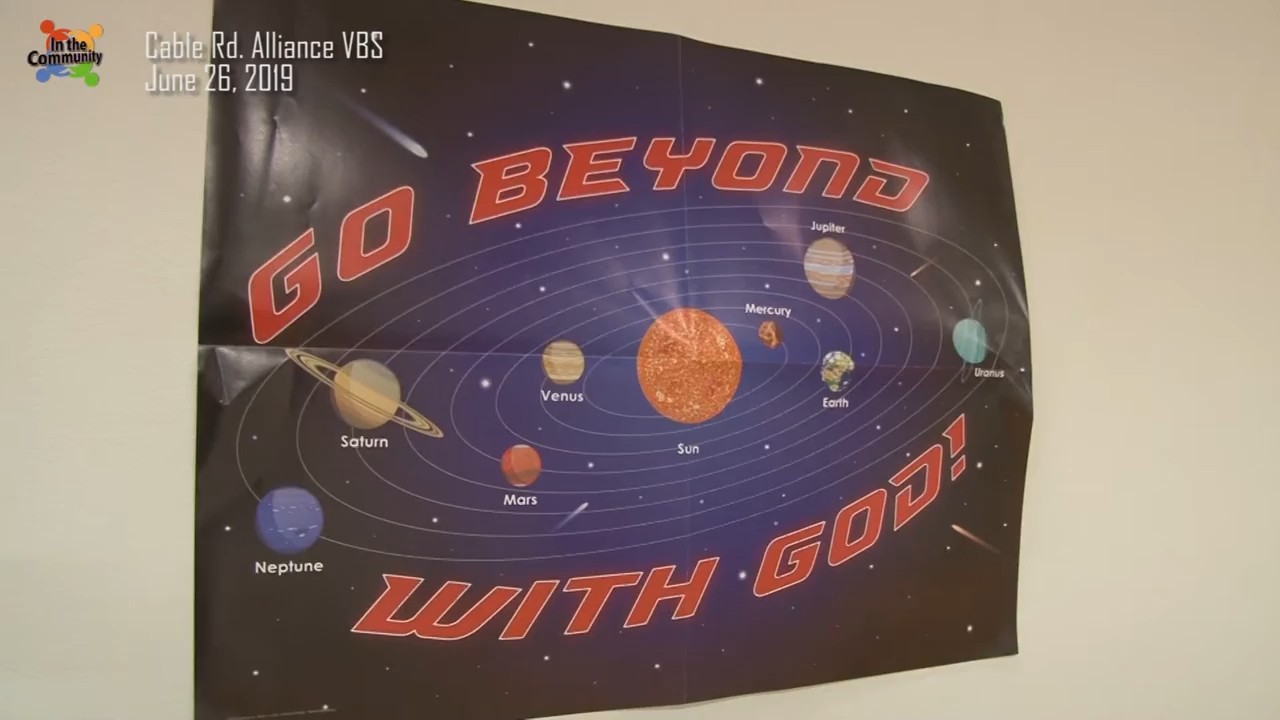 In the
Community
Cable Rd. Alliance VBS
June 26, 2019
GO BEYOND
Jupiter
Mercury
Uranus
Venus
Earth
Saturn
Sun
Mars
Neptune
WITH GOD!